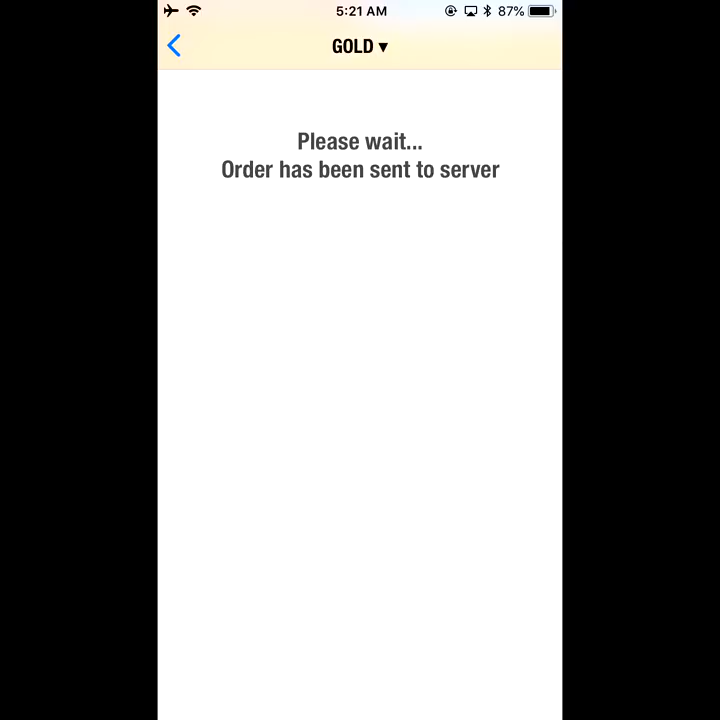 5:21 AM
87%
GOLD ▾
Please wait...
Order has been sent to server